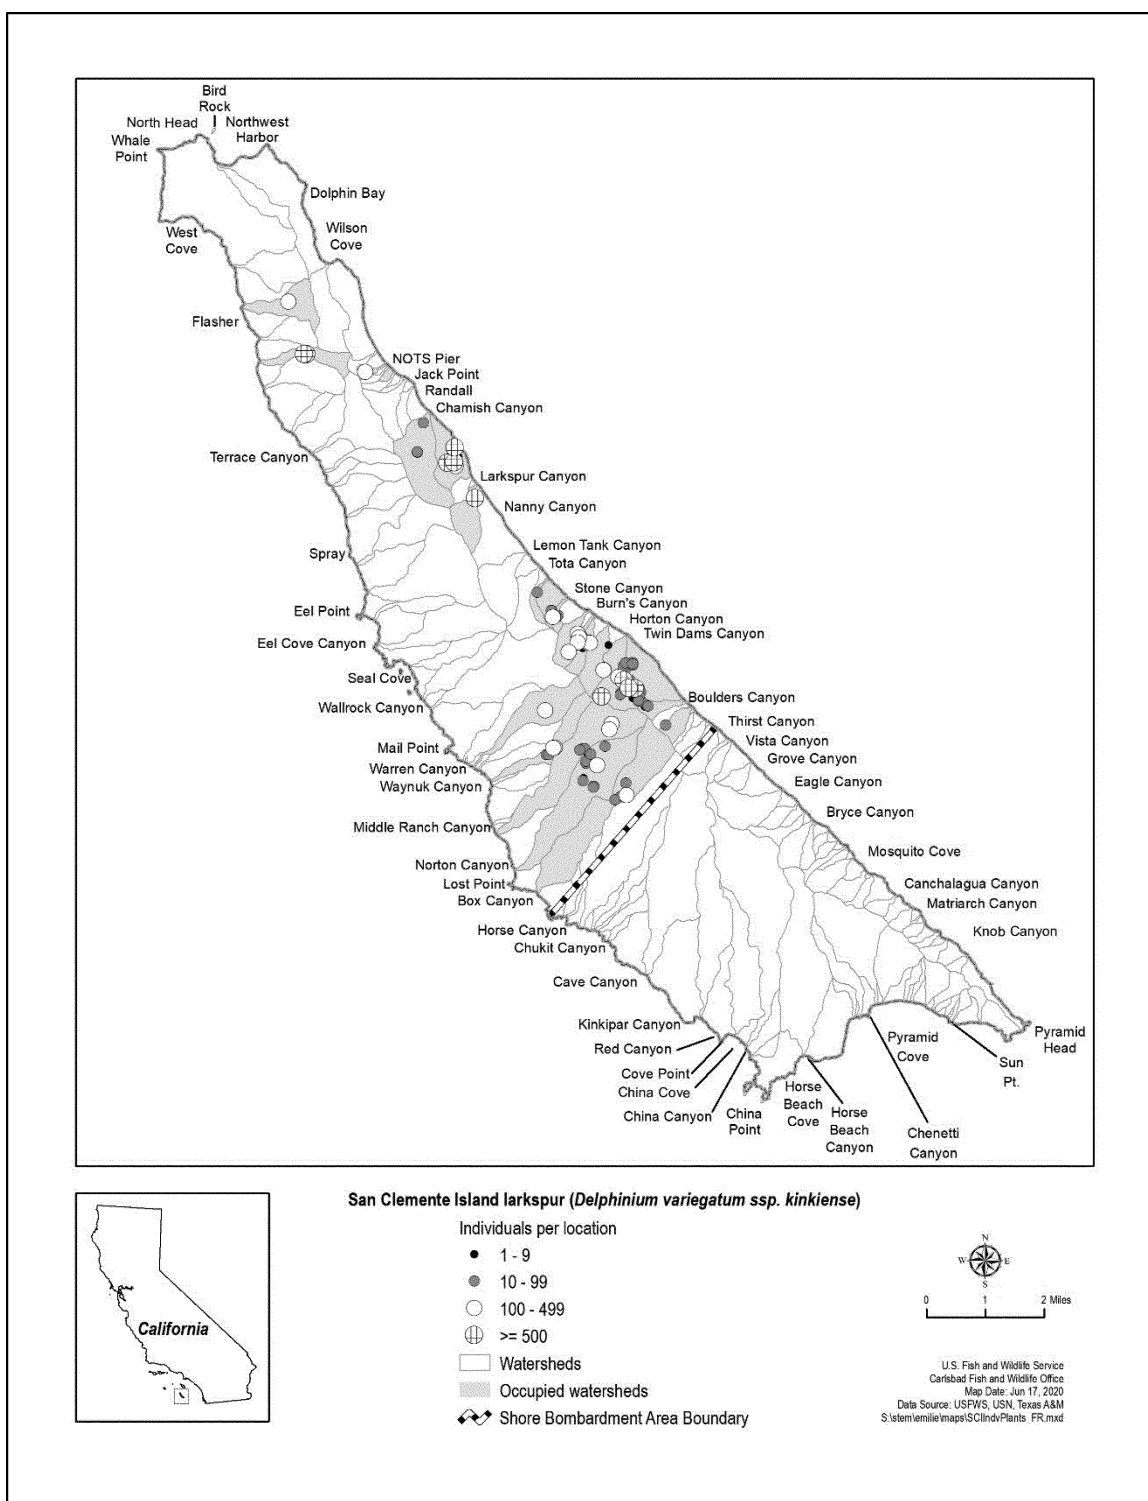 Bird
Rock
North Head
Northwest
Harbor
Whale
Point
Dolphin Bay
West
Cove
Wilson
Cove
Flasher
NOTS Pier
Jack Point
Randall
Chamish Canyon
Terrace Canyon
Larkspur Canyon
Nanny Canyon
Lemon Tank Canyon
Spray
Tota Canyon
Stone Canyon
Burn's Canyon
Eel Point
Horton Canyon
Twin Dams Canyon
Eel Cove Canyon
Seal Cove
Boulders Canyon
Wallrock Canyon
Thirst Canyon
Vista Canyon
Mail Point
Grove Canyon
Warren Canyon
Eagle Canyon
Waynuk Canyon
Bryce Canyon
Middle Ranch Canyon
Mosquito Cove
Norton Canyon
Lost Point
Canchalagua Canyon
Box Canyon
Matriarch Canyon
Horse Canyon
Knob Canyon
Chukit Canyon
Cave Canyon
Kinkipar Canyon
Red Canyon
Cove Point
China Cove
China Canyon
China
Point
Horse
Beach
Cove
Horse
Beach
Canyon
Pyramid
Cove
Chenetti
Canyon
Sun
Pt.
Pyramid
Head
California
San Clemente Island larkspur (Delphinium variegatum ssp. kinkiense)
Individuals per location
1 - 9
10 - 99
100 - 499
>= 500
Watersheds
Occupied watersheds
Shore Bombardment Area Boundary
N
W E
S
0 1 2 Miles
U.S. Fish and Wildlife Service
Carlsbad Fish and Wildlife Office
Map Date: Jun 17, 2020
Data Source: USFWS, USN, Texas A&M
S:\stem\emilie\maps\SCIIndvPlants_FR.mxd